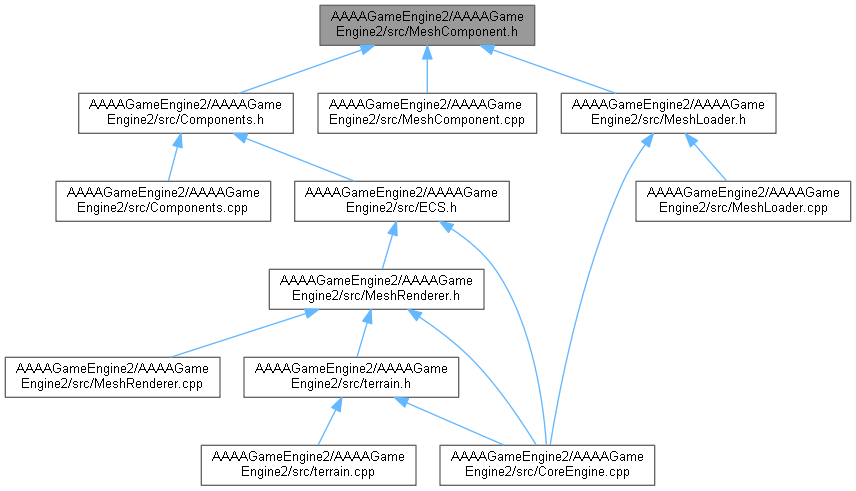 AAAAGameEngine2/AAAAGame
Engine2/src/MeshComponent.h
AAAAGameEngine2/AAAAGame
Engine2/src/Components.h
AAAAGameEngine2/AAAAGame
Engine2/src/MeshComponent.cpp
AAAAGameEngine2/AAAAGame
Engine2/src/MeshLoader.h
AAAAGameEngine2/AAAAGame
Engine2/src/Components.cpp
AAAAGameEngine2/AAAAGame
Engine2/src/ECS.h
AAAAGameEngine2/AAAAGame
Engine2/src/MeshLoader.cpp
AAAAGameEngine2/AAAAGame
Engine2/src/MeshRenderer.h
AAAAGameEngine2/AAAAGame
Engine2/src/MeshRenderer.cpp
AAAAGameEngine2/AAAAGame
Engine2/src/terrain.h
AAAAGameEngine2/AAAAGame
Engine2/src/terrain.cpp
AAAAGameEngine2/AAAAGame
Engine2/src/CoreEngine.cpp